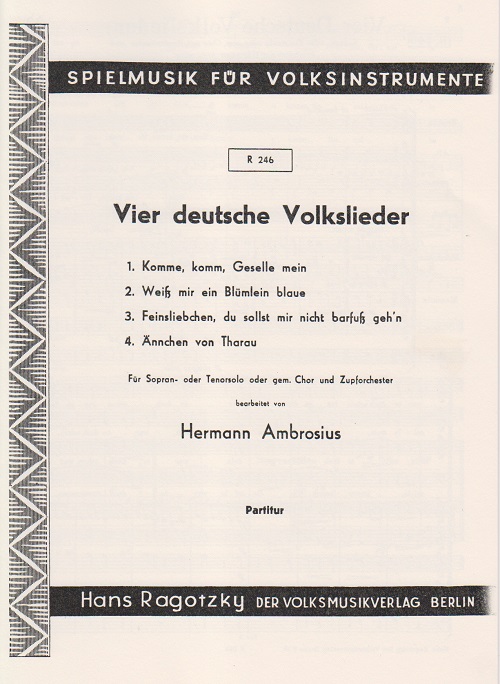 SPIELMUSIK FÜR VOLKSINSTRUMENTE
R 246
Vier deutsche Volkslieder
1. Komme, komm, Geselle mein
2. Weiß mir ein Blümlein blaue
3. Feinsliebchen, du sollst mir nicht barfuß geh'n
4. Ännchen von Tharau
Für Sopran- oder Tenorsolo oder gem. Chor und Zupforchester
bearbeitet von
Hermann Ambrosius
Partitur
Hans Ragotzky DER VOLKSMUSIKVERLAG BERLIN